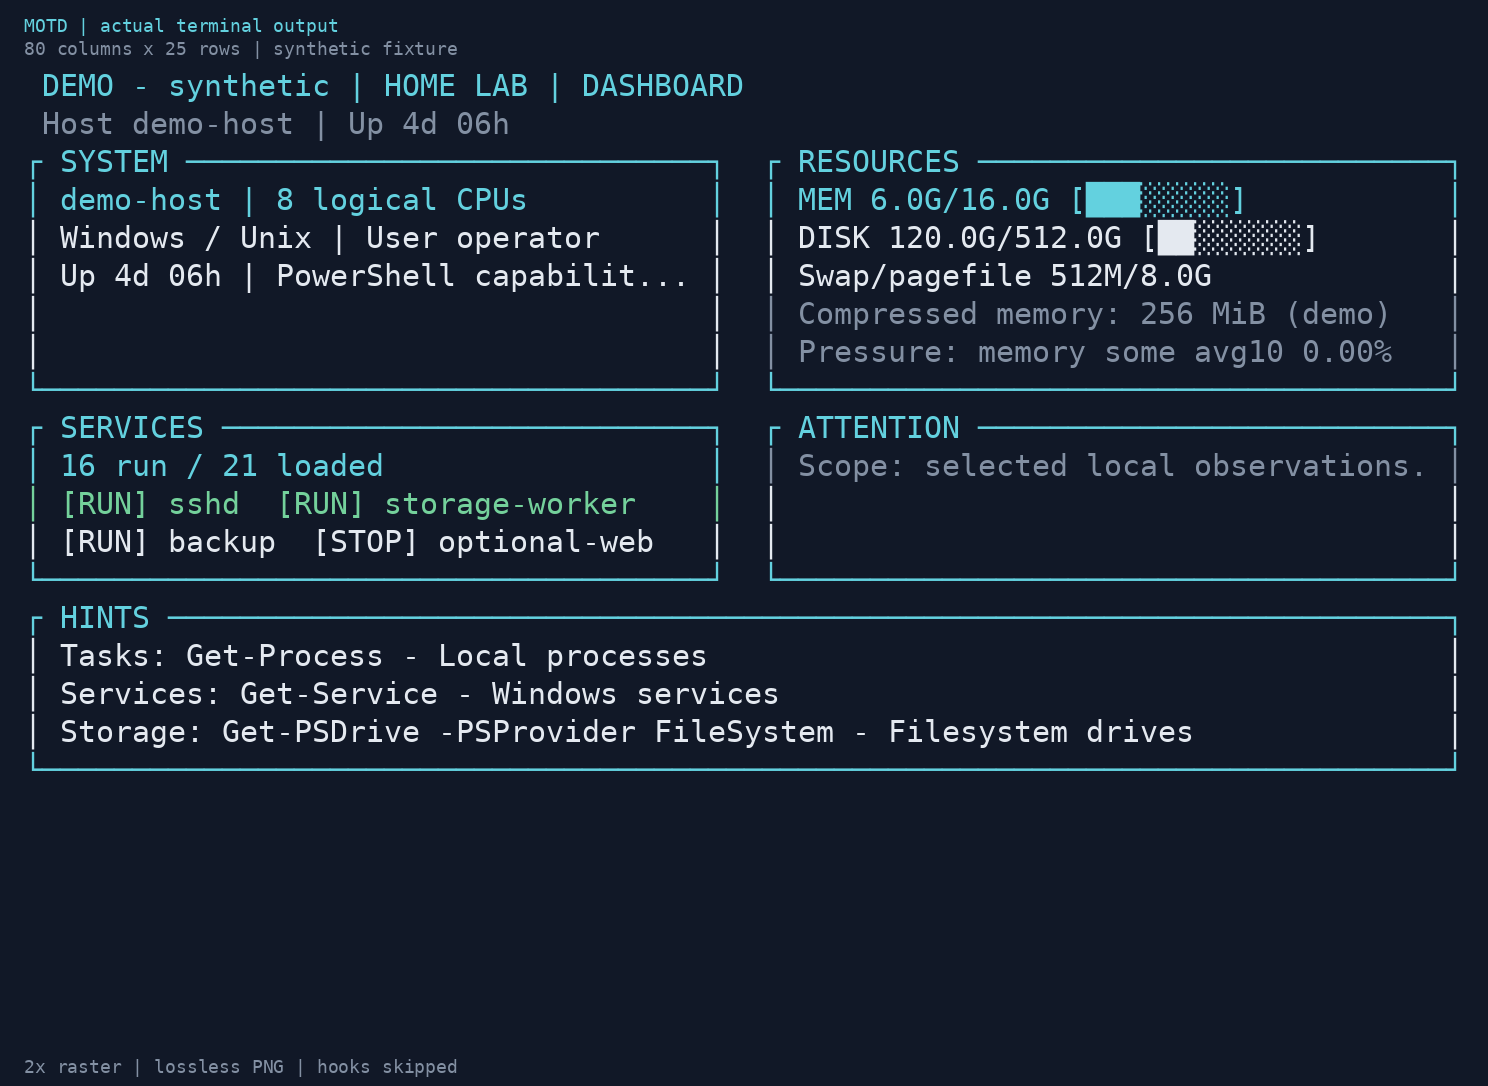 MOTD | actual terminal output
80 columns x 25 rows | synthetic fixture
DEMO - synthetic | HOME LAB | DASHBOARD
Host demo-host | Up 4d 06h
SYSTEM
demo-host | 8 logical CPUs
Windows / Unix | User operator
Up 4d 06h | PowerShell capabilit...
RESOURCES
MEM 6.0G/16.0G [███░░░░░]
DISK 120.0G/512.0G [██░░░░░░]
Swap/pagefile 512M/8.0G
Compressed memory: 256 MiB (demo)
Pressure: memory some avg10 0.00%
SERVICES
16 run / 21 loaded
[RUN] sshd  [RUN] storage-worker
[RUN] backup  [STOP] optional-web
ATTENTION
Scope: selected local observations.
HINTS
Tasks: Get-Process - Local processes
Services: Get-Service - Windows services
Storage: Get-PSDrive -PSProvider FileSystem - Filesystem drives
2x raster | lossless PNG | hooks skipped